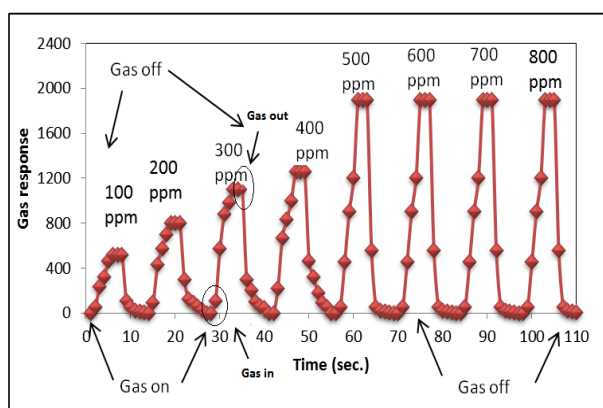 2400
2000
1600
1200
800
400
0
Gas response
Gas off
Gas out
100
ppm
200
ppm
300
ppm
400
ppm
500
ppm
600
ppm
700
ppm
800
ppm
0 10 20 30 40 50 60 70 80 90 100 110
Time (sec.)
Gas on
Gas in
Gas off